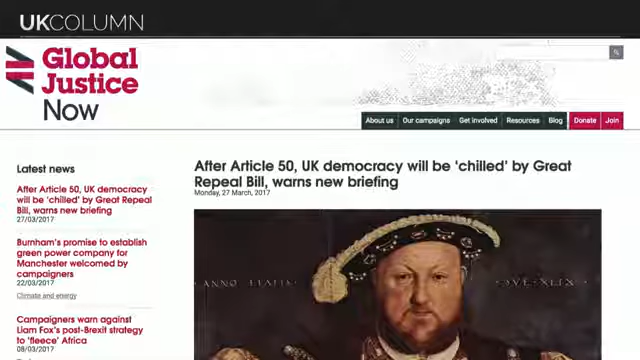 UKCOLUMN
Global
Justice
Now
About us
Our campaigns
Get involved
Resources
Blog
Donate
Join
Latest news
After Article 50, UK democracy
will be ‘chilled’ by Great Repeal
Bill, warns new briefing
27/03/2017
Burnham's promise to establish
green power company for
Manchester welcomed by
campaigners
22/03/2017
Climate and energy
Campaigners warn against
Liam Fox's post-Brexit strategy
to ‘fleece’ Africa
08/03/2017
After Article 50, UK democracy will be ‘chilled’ by Great
Repeal Bill, warns new briefing
Monday, 27 March, 2017